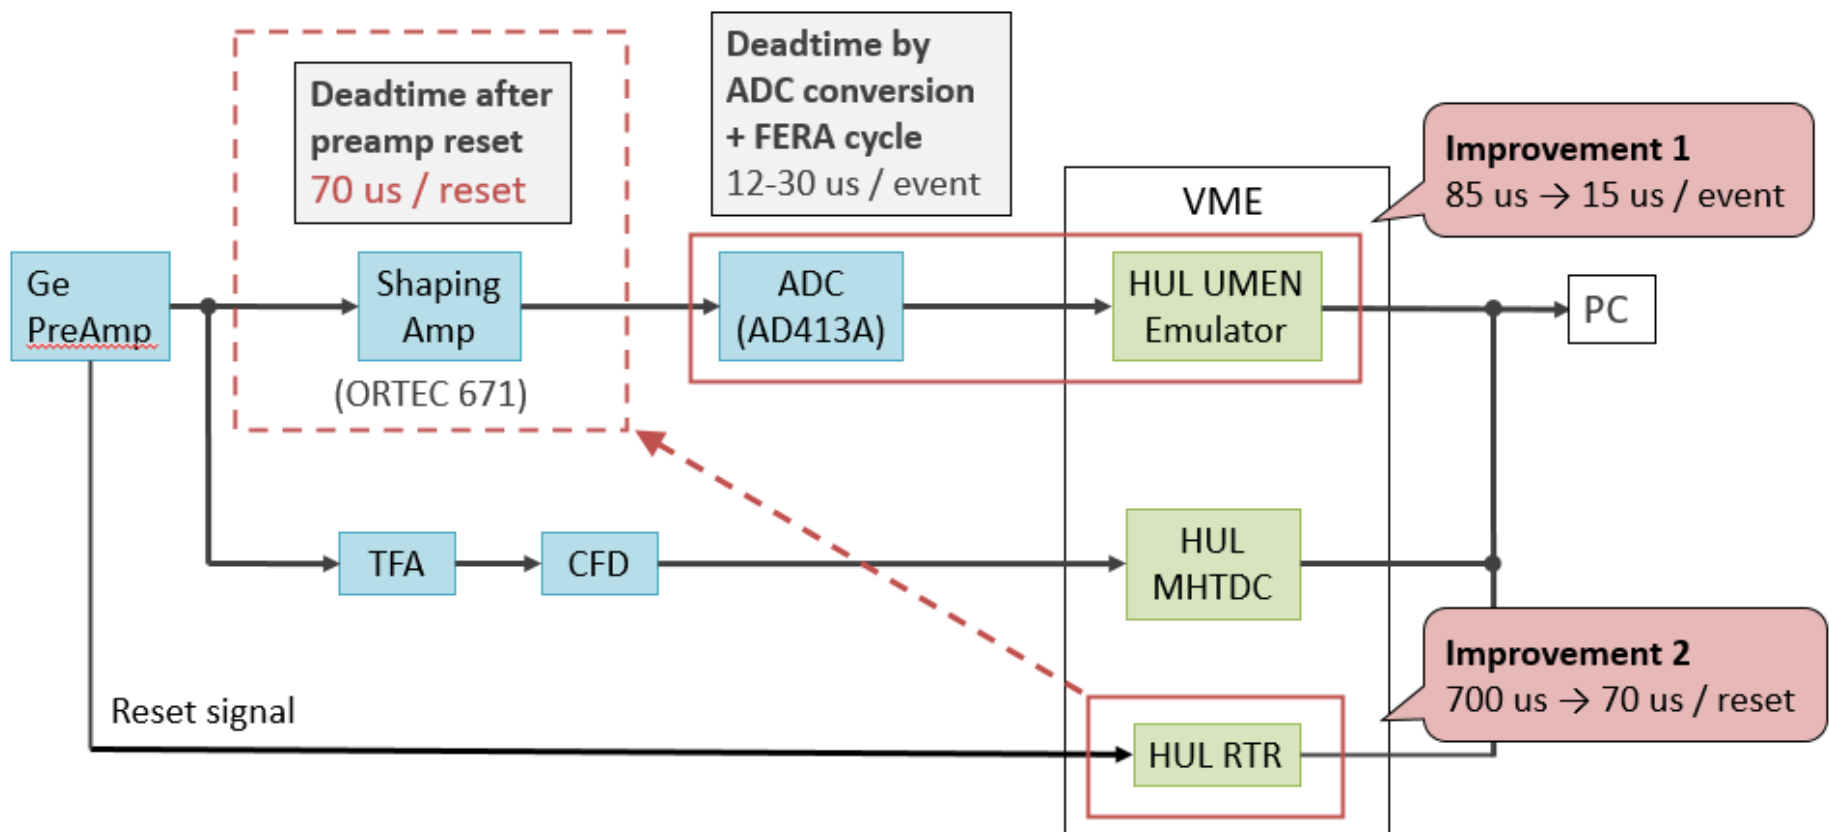 Deadtime after
preamp reset
70 us / reset
Deadtime by
ADC conversion
+ FERA cycle
12-30 us / event
Improvement 1
85 us → 15 us / event
VME
Ge
PreAmp
Shaping
Amp
(ORTEC 671)
ADC
(AD413A)
HUL UMEN
Emulator
PC
TFA
CFD
HUL
MHTDC
Improvement 2
700 us → 70 us / reset
Reset signal
HUL RTR